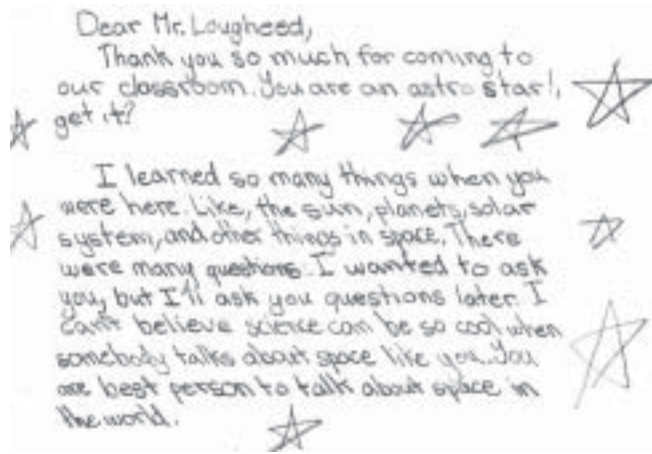 Dear Mr. Lougheed,
Thank you so much for coming to
our classroom. You are an astro star!,
get it?
I learned so many things when you
were here. Like, the sun, planets, solar
system, and other things in space. There
were many questions I wanted to ask
you, but I'll ask you questions later. I
can't believe science can be so cool when
somebody talks about space like you. You
are best person to talk about space in
the world.